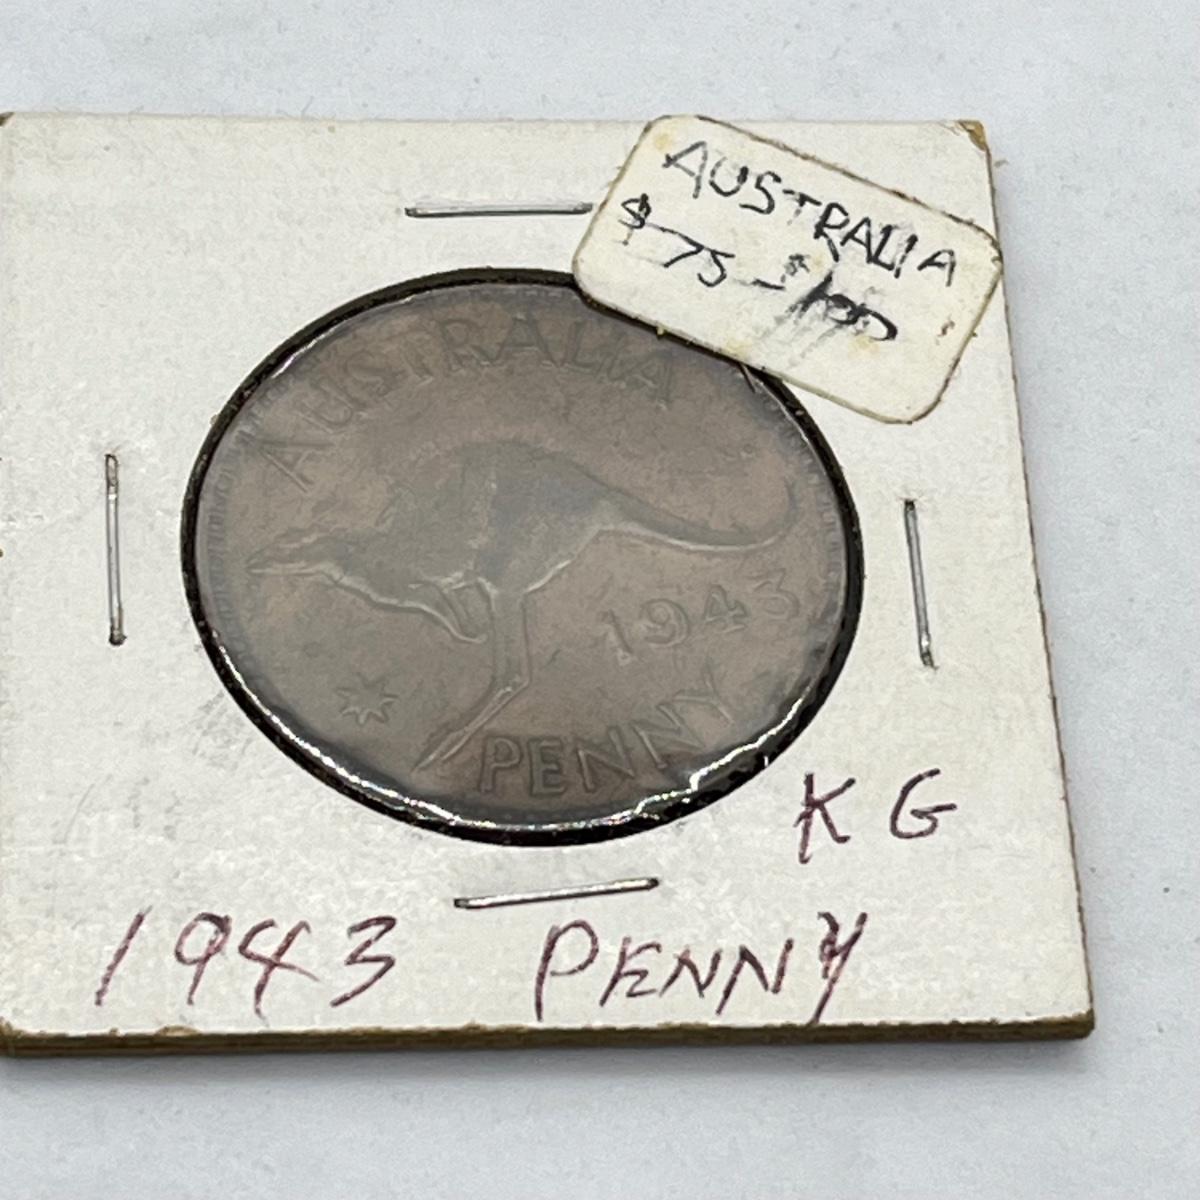 AUSTRALIA
$75 - $100
AUSTRALIA
1943
PENNY
KG
1943 PENNY